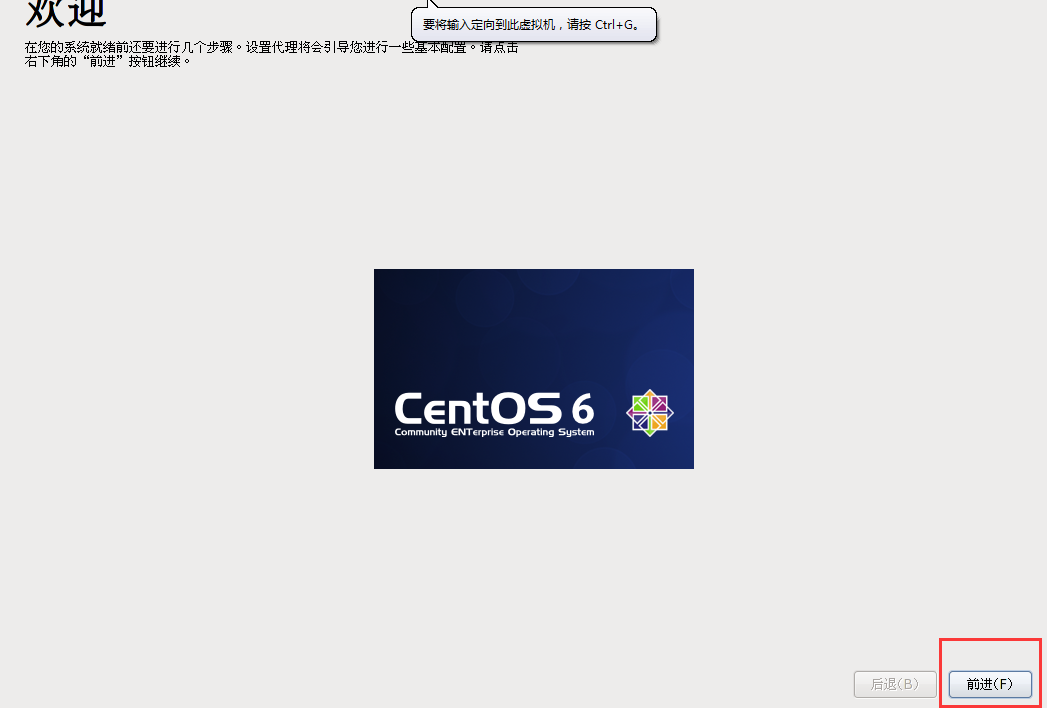 欢迎
要将输入定向到此虚拟机，请按 Ctrl+G。
在您的系统就绪前还要进行几个步骤。设置代理将会引导您进行一些基本配置。请点击
右下角的“前进”按钮继续。
CentOS 6
Community ENTerprise Operating System
后退(B)
前进(F)